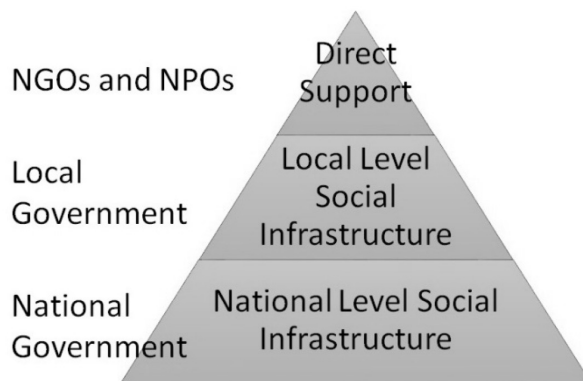 NGOs and NPOs
Direct
Support
Local
Government
Local Level
Social
Infrastructure
National
Government
National Level Social
Infrastructure